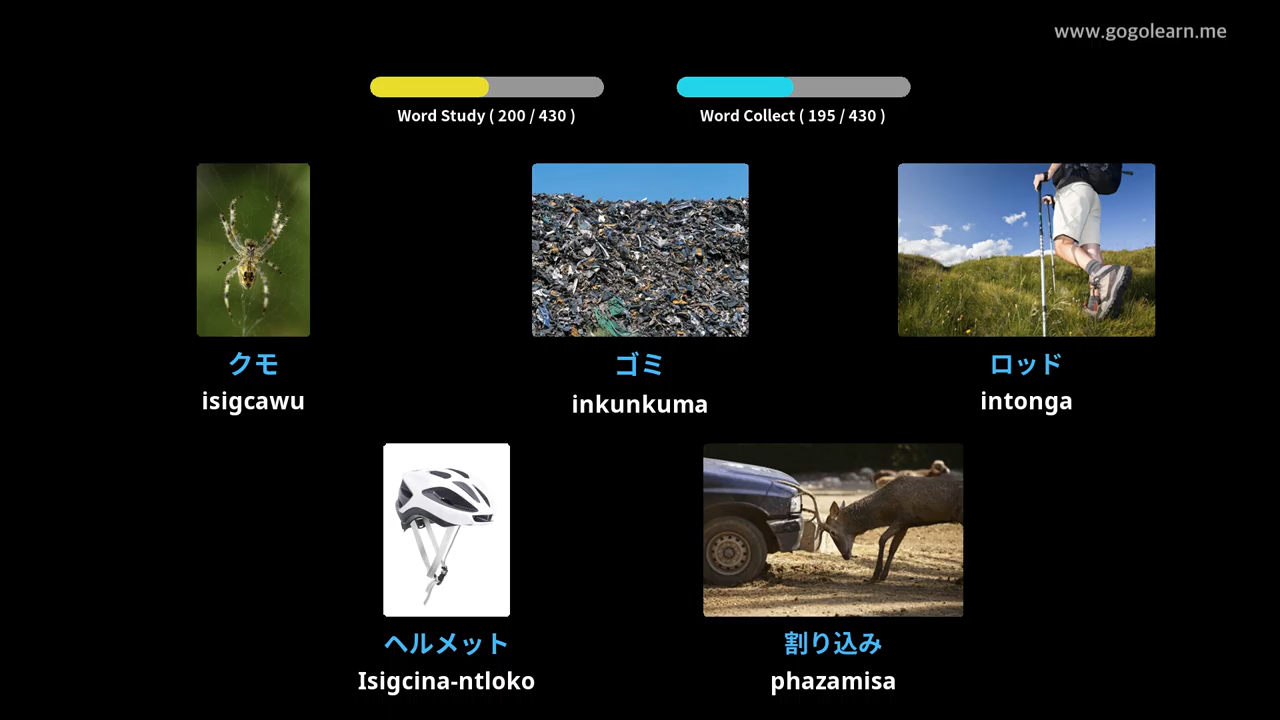 www.gogolearn.me
Word Study ( 200 / 430 )
Word Collect ( 195 / 430 )
クモ
isigcawu
ゴミ
inkunkuma
ロッド
intonga
ヘルメット
Isigcina-ntloko
割り込み
phazamisa